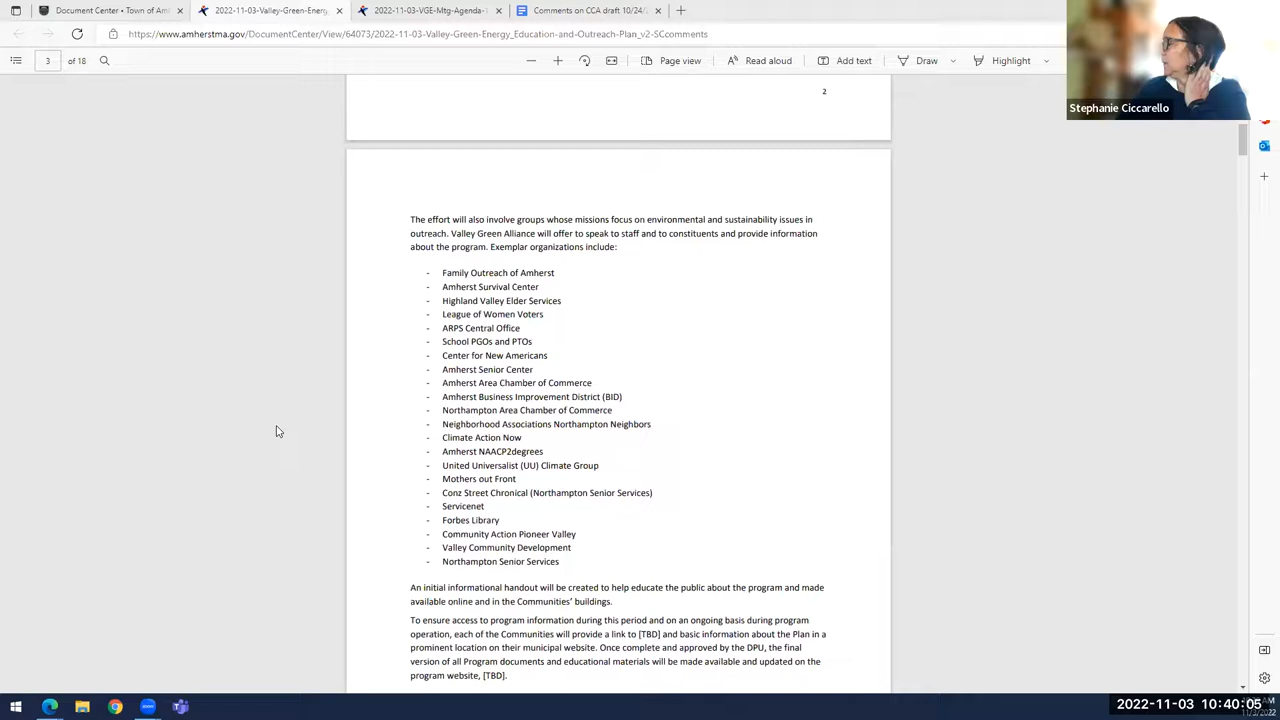 Document Center • Town of Am
2022-11-03-Valley-Green-Energ
2022-11-03-VGE-Mtg-Agenda-
Comments on CCA draft 10/24/
https://www.amherstma.gov/DocumentCenter/View/64073/2022-11-03-Valley-Green-Energy_Education-and-Outreach-Plan_v2-SCcomments
3 of 18
Page view
Read aloud
Add text
Draw
Highlight
Stephanie Ciccarello
2
The effort will also involve groups whose missions focus on environmental and sustainability issues in
outreach. Valley Green Alliance will offer to speak to staff and to constituents and provide information
about the program. Exemplar organizations include:
- Family Outreach of Amherst
- Amherst Survival Center
- Highland Valley Elder Services
- League of Women Voters
- ARPS Central Office
- School PGOs and PTOs
- Center for New Americans
- Amherst Senior Center
- Amherst Area Chamber of Commerce
- Amherst Business Improvement District (BID)
- Northampton Area Chamber of Commerce
- Neighborhood Associations Northampton Neighbors
- Climate Action Now
- Amherst NAACP2degrees
- United Universalist (UU) Climate Group
- Mothers out Front
- Conz Street Chronical (Northampton Senior Services)
- Servicenet
- Forbes Library
- Community Action Pioneer Valley
- Valley Community Development
- Northampton Senior Services
An initial informational handout will be created to help educate the public about the program and made
available online and in the Communities’ buildings.
To ensure access to program information during this period and on an ongoing basis during program
operation, each of the Communities will provide a link to [TBD] and basic information about the Plan in a
prominent location on their municipal website. Once complete and approved by the DPU, the final
version of all Program documents and educational materials will be made available and updated on the
program website, [TBD].
2022-11-03 10:40:05